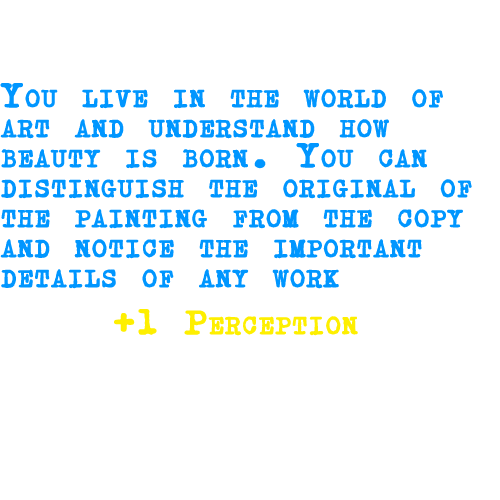 You live in the world of
art and understand how
beauty is born. You can
distinguish the original of
the painting from the copy
and notice the important
details of any work
+1 Perception